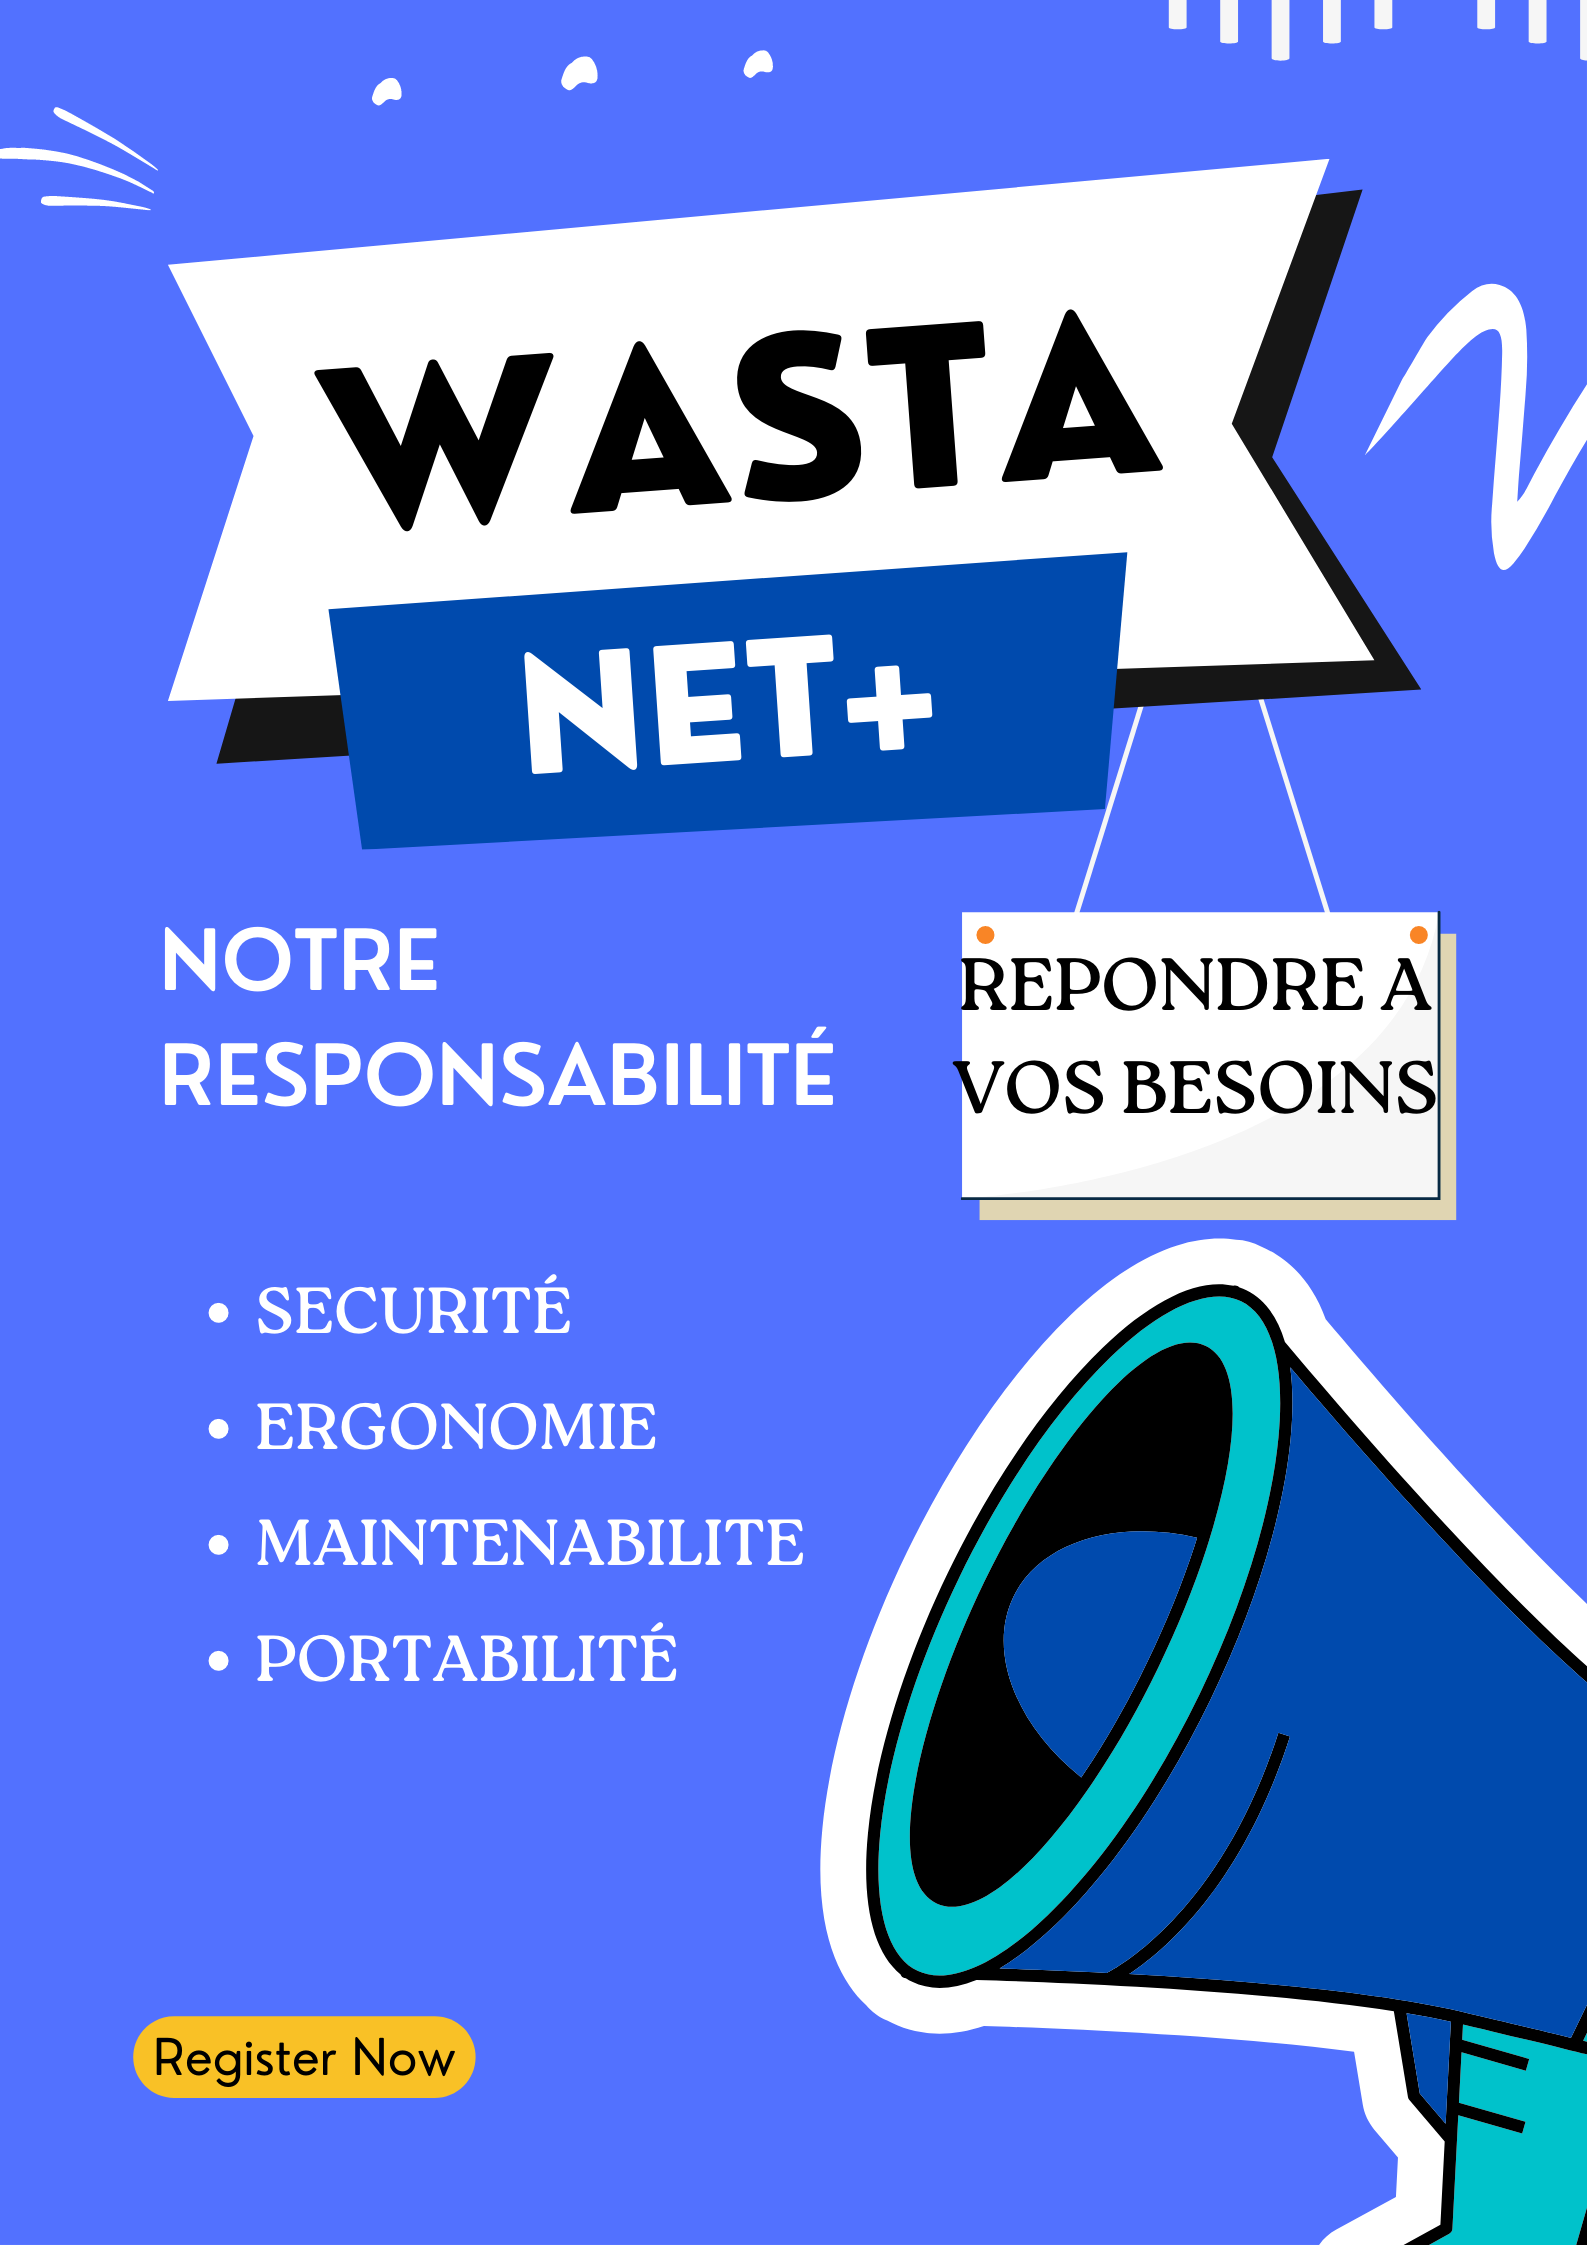 WASTA
NET+
NOTRE
RESPONSABILITÉ
REPONDRE A
VOS BESOINS
• SECURITÉ
• ERGONOMIE
• MAINTENABILITE
• PORTABILITÉ
Register Now